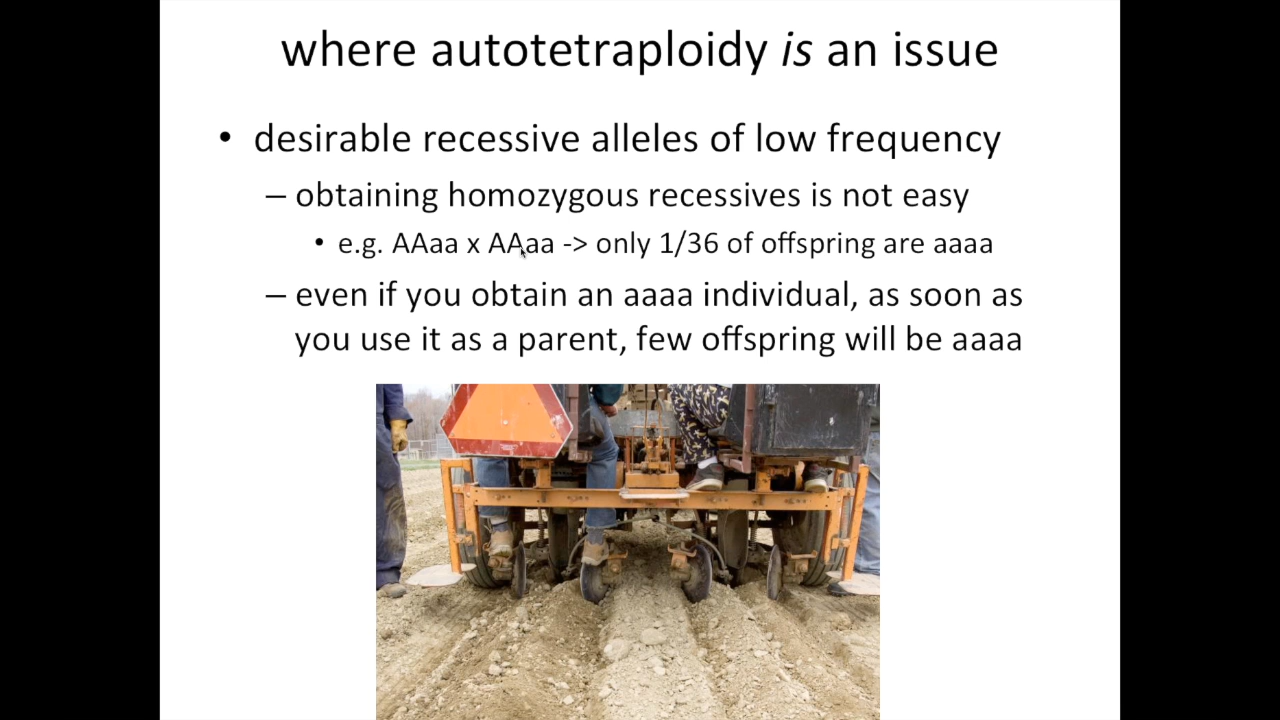 where autotetraploidy is an issue
• desirable recessive alleles of low frequency
– obtaining homozygous recessives is not easy
• e.g. AAaa x AAaa -> only 1/36 of offspring are aaaa
– even if you obtain an aaaa individual, as soon as
you use it as a parent, few offspring will be aaaa